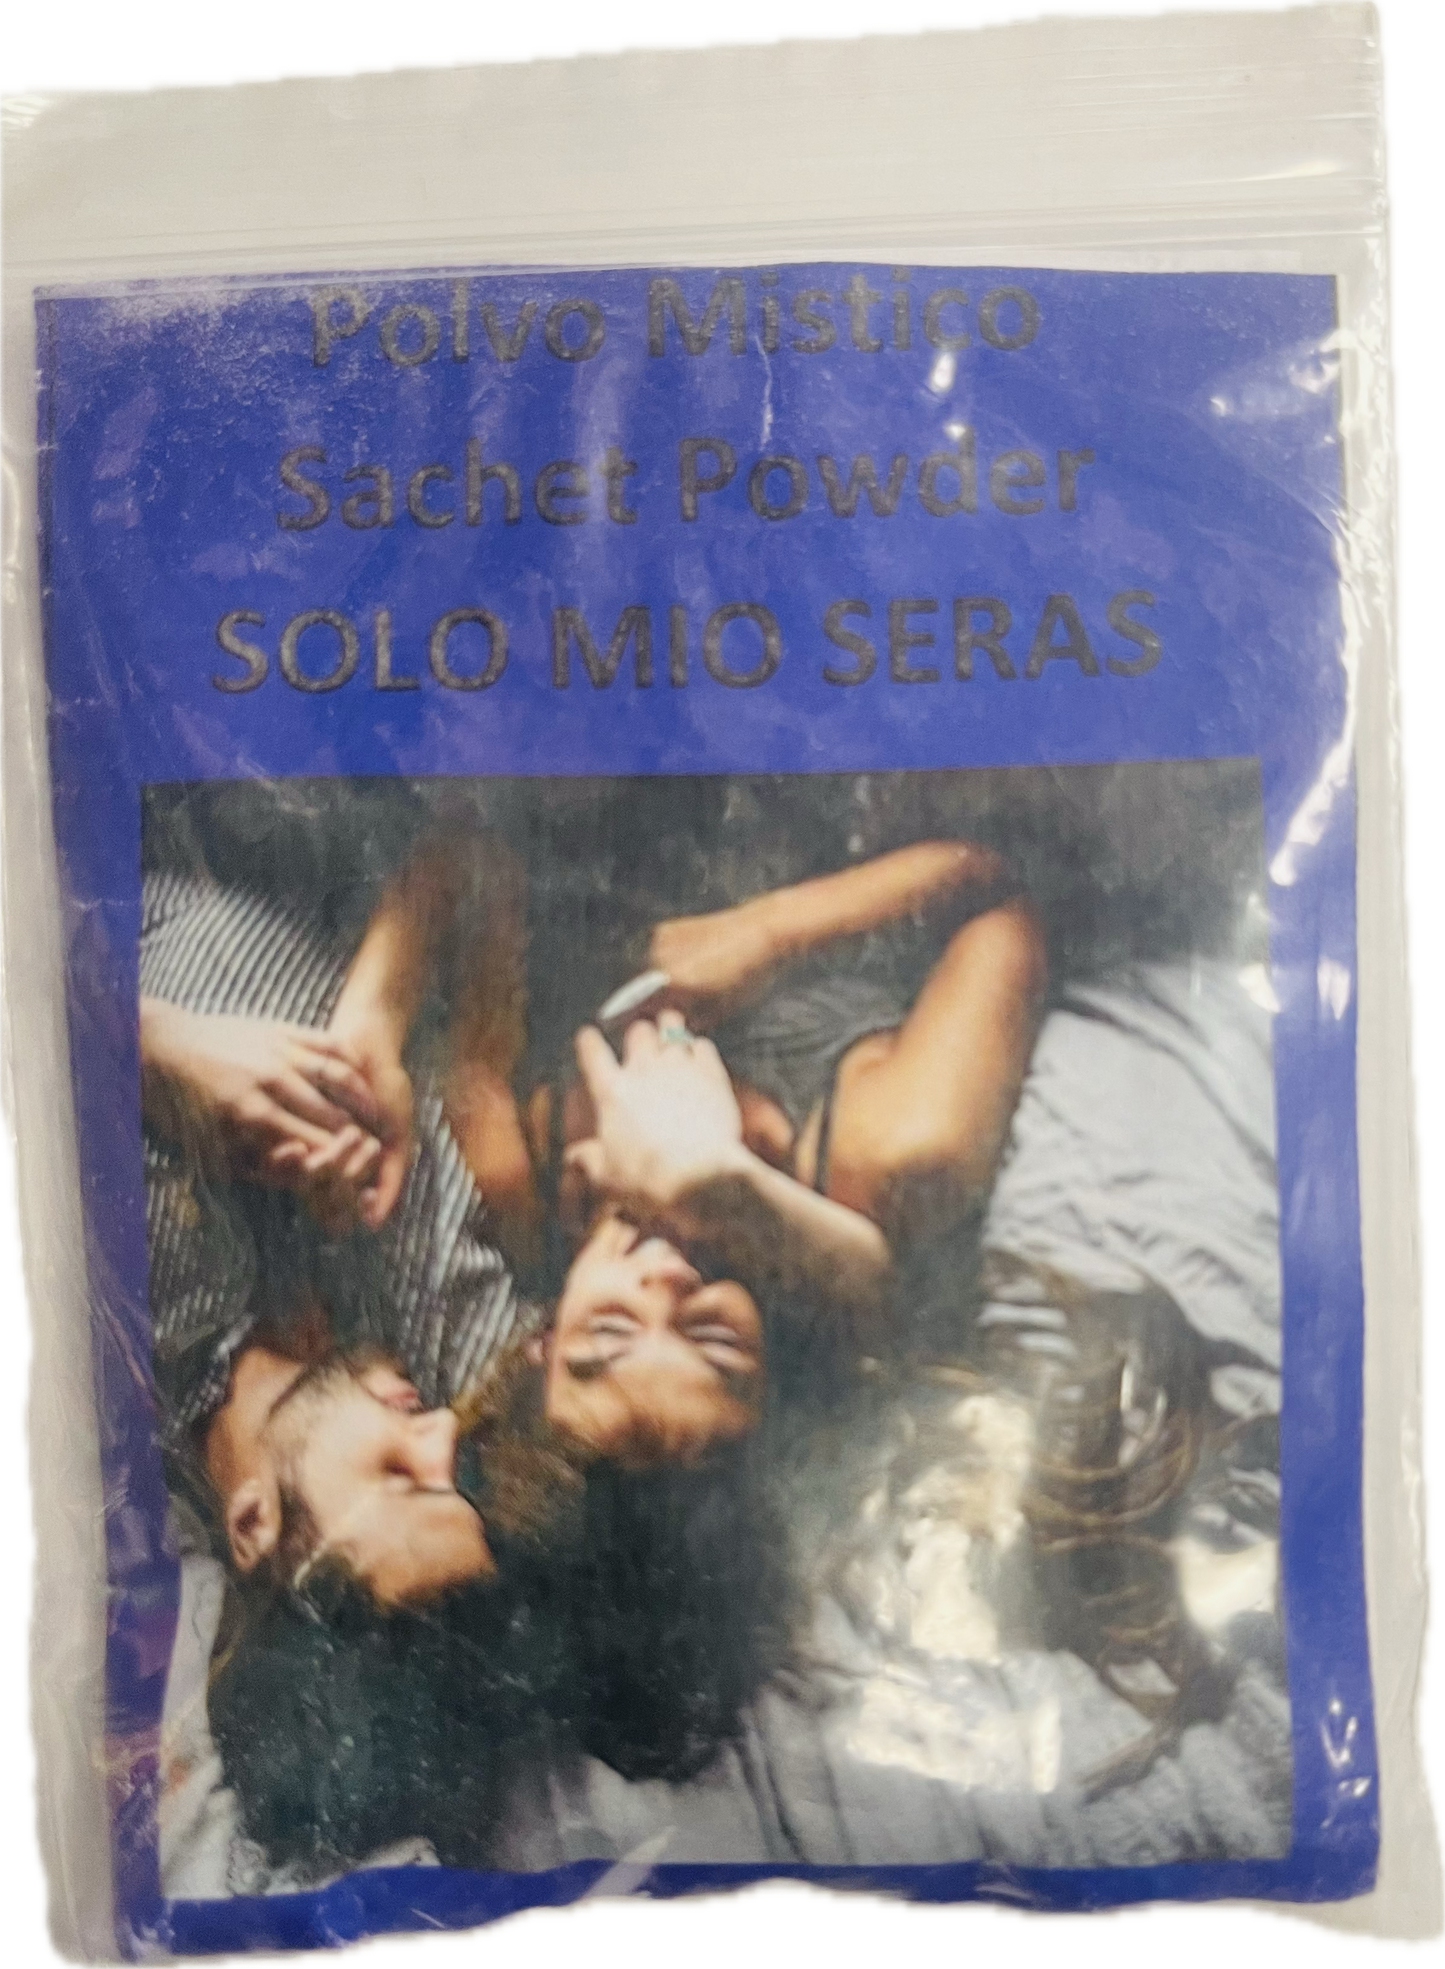 Polvo Mistico
Sachet Powder
SOLO MIO SERAS